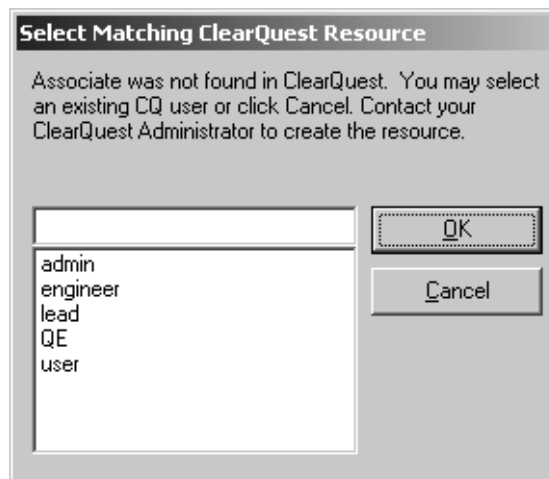 Select Matching ClearQuest Resource
Associate was not found in ClearQuest. You may select
an existing CQ user or click Cancel. Contact your
ClearQuest Administrator to create the resource.
OK
admin
engineer
lead
QE
user
Cancel